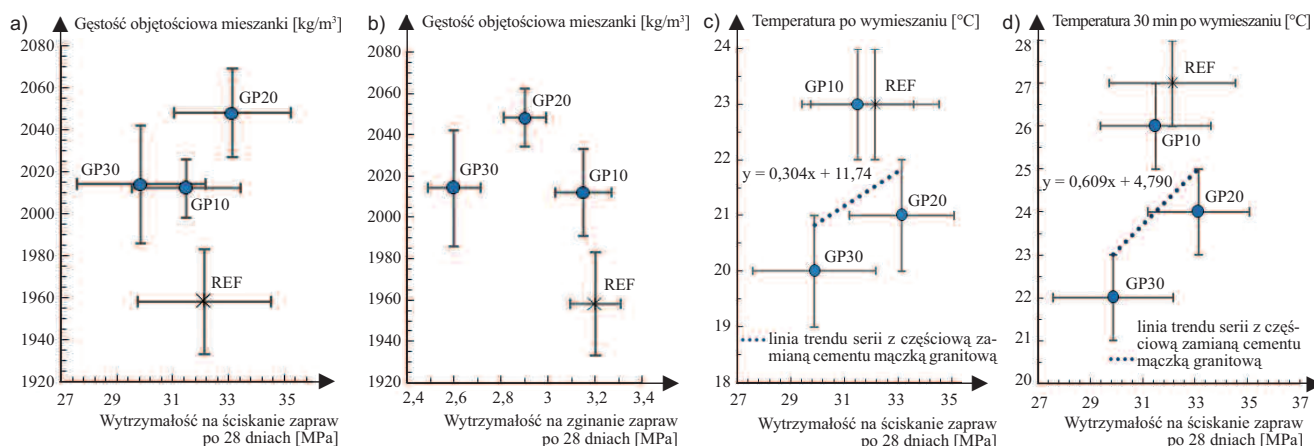 a)
Gęstość objętościowa mieszanki [kg/m³]
2080
2060
2040
2020
2000
1980
1960
1940
1920
GP20
GP30
GP10
REF
27
29
31
33
35
Wytrzymałość na ściskanie zapraw
po 28 dniach [MPa]
b)
Gęstość objętościowa mieszanki [kg/m³]
2080
2060
2040
2020
2000
1980
1960
1940
1920
GP20
GP30
GP10
REF
2,4
2,6
2,8
3,0
3,2
3,4
Wytrzymałość na zginanie zapraw
po 28 dniach [MPa]
c)
Temperatura po wymieszaniu [°C]
25
24
23
22
21
20
19
18
GP10
REF
y = 0,304x + 11,74
GP20
GP30
linia trendu serii z częściową za-
mianą cementu mączką granitową
27
29
31
33
35
Wytrzymałość na ściskanie zapraw
po 28 dniach [MPa]
d)
Temperatura 30 min po wymieszaniu [°C]
28
27
26
25
24
23
22
21
20
REF
GP10
y = 0,609x + 4,790
GP20
GP30
linia trendu serii z częś-
ciową zamianą cementu
mączką granitową
27
29
31
33
35
37
Wytrzymałość na ściskanie zapraw
po 28 dniach [MPa]